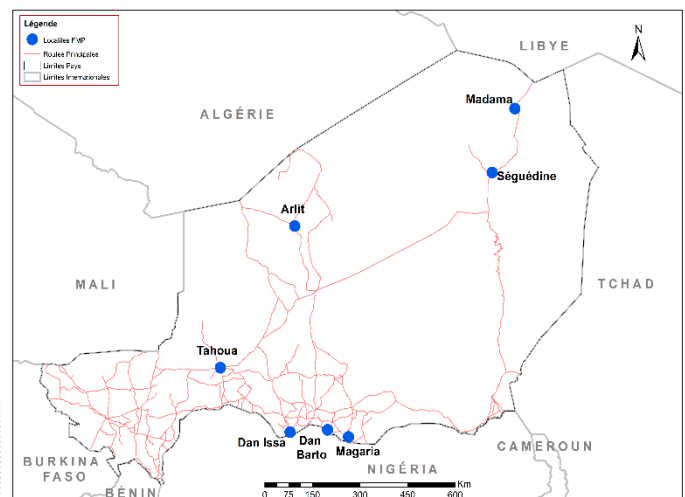 Légende
Localités FMP
Routes Principales
Limites Pays
Limites Internationales
N
LIBYE
ALGÉRIE
Madama
Séguédine
Arlit
MALI
TCHAD
Tahoua
Dan Issa
Dan
Barto
Magaria
BURKINA
FASO
BÉNIN
NIGÉRIA
CAMEROUN
0 75 150 300 450 600
Km